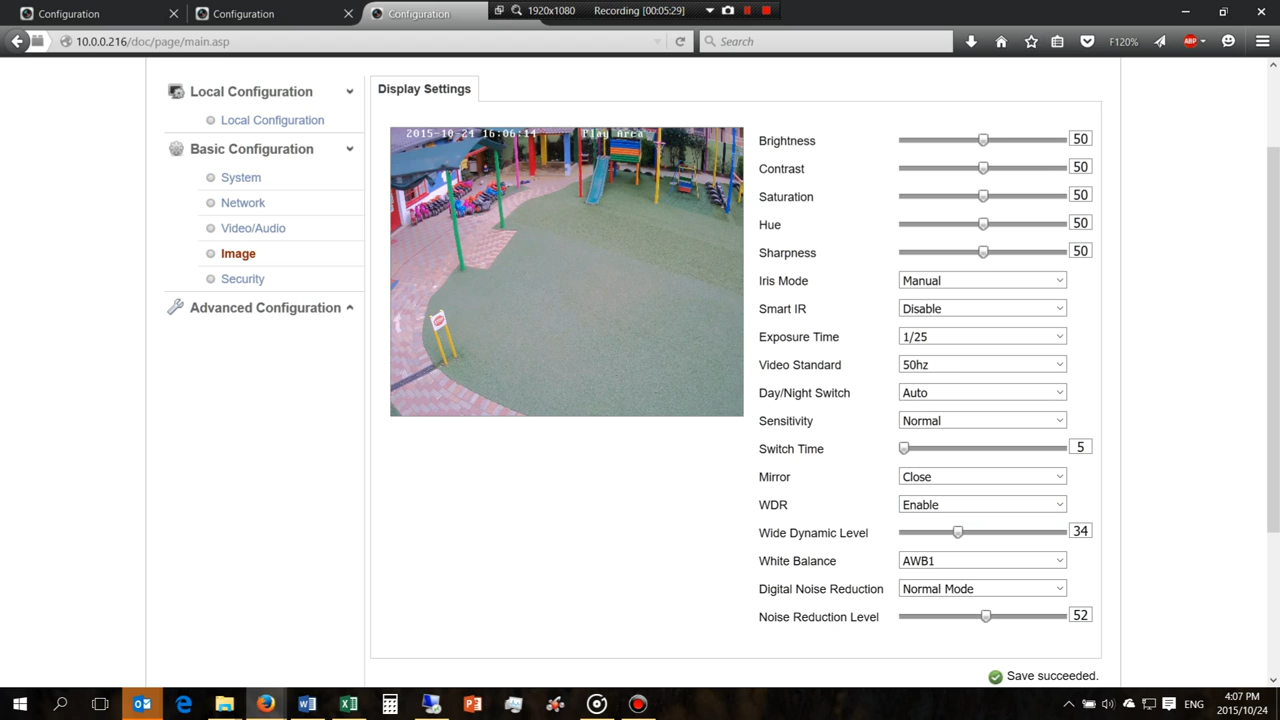 Configuration
Configuration
Configuration
1920x1080
Recording [00:05:29]
10.0.0.216/doc/page/main.asp
Search
F120%
ABP
Local Configuration
Local Configuration
Basic Configuration
System
Network
Video/Audio
Image
Security
Advanced Configuration
Display Settings
2015-10-24 16:06:14 Play Area
Brightness 50
Contrast 50
Saturation 50
Hue 50
Sharpness 50
Iris Mode Manual
Smart IR Disable
Exposure Time 1/25
Video Standard 50hz
Day/Night Switch Auto
Sensitivity Normal
Switch Time 5
Mirror Close
WDR Enable
Wide Dynamic Level 34
White Balance AWB1
Digital Noise Reduction Normal Mode
Noise Reduction Level 52
Save succeeded.
ENG
4:07 PM
2015/10/24